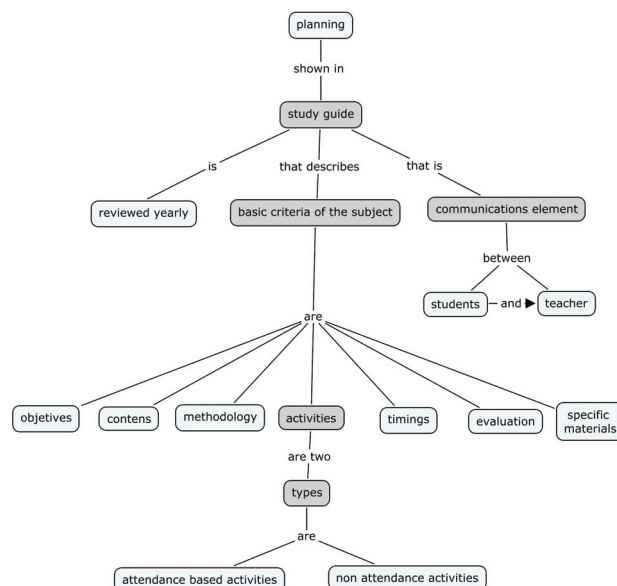 planning
shown in
study guide
is
that describes
that is
reviewed yearly
basic criteria of the subject
communications element
between
students
and
teacher
are
objetives
contens
methodology
activities
timings
evaluation
specific
materials
are two
types
are
attendance based activities
non attendance activities